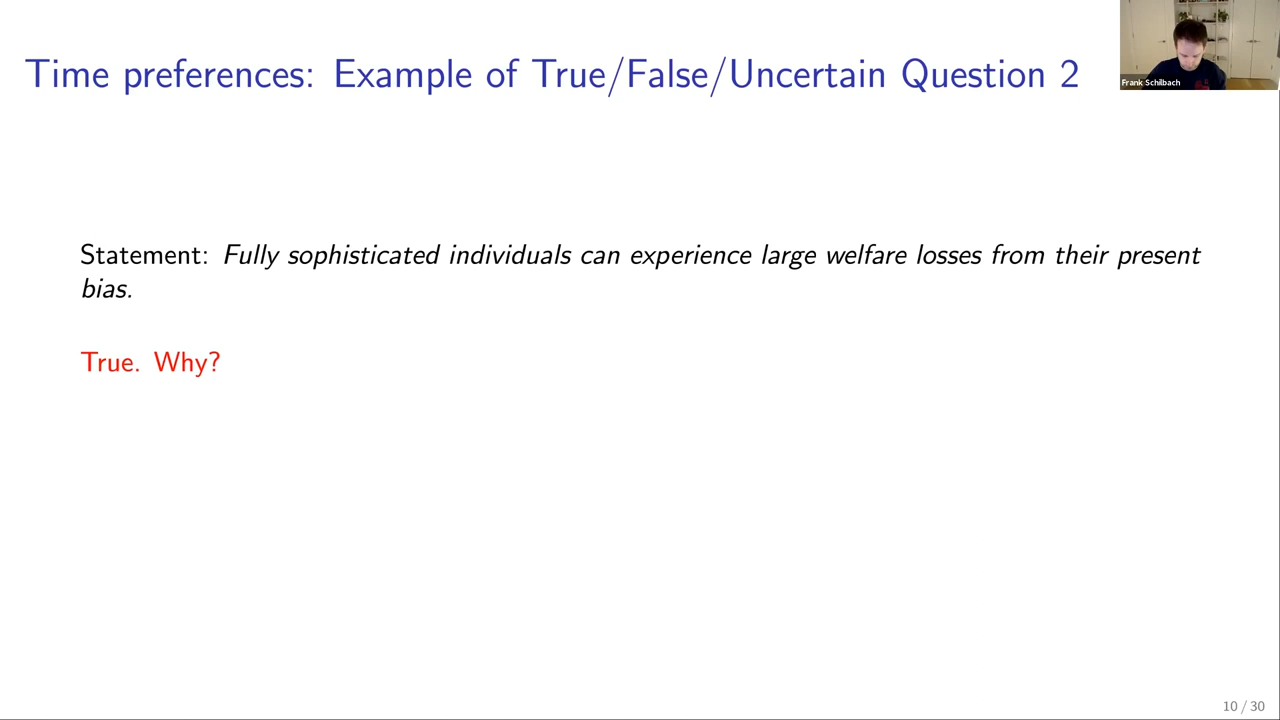 Time preferences: Example of True/False/Uncertain Question 2
Frank Schilbach
Statement: Fully sophisticated individuals can experience large welfare losses from their present
bias.
True. Why?
10 / 30